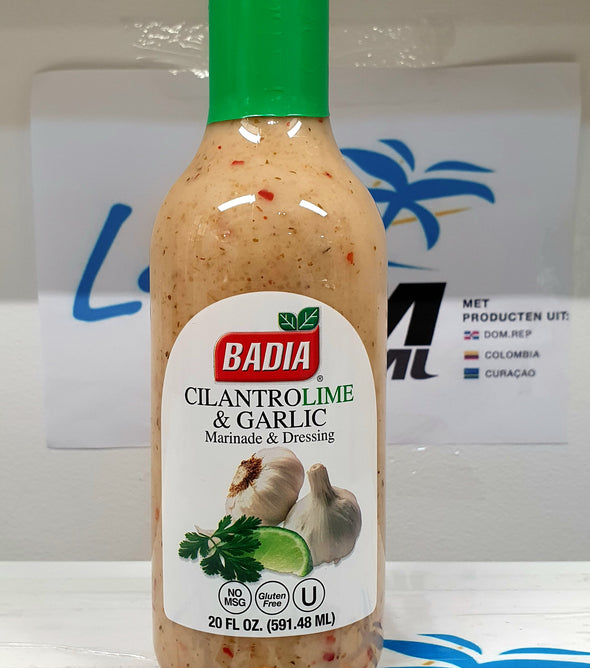 BADIA
®
CILANTROLIME
& GARLIC
Marinade & Dressing
NO
MSG
Gluten
Free
U
20 FL OZ. (591.48 ML)
MET
PRODUCTEN UIT:
DOM.REP
COLOMBIA
CURAÇAO